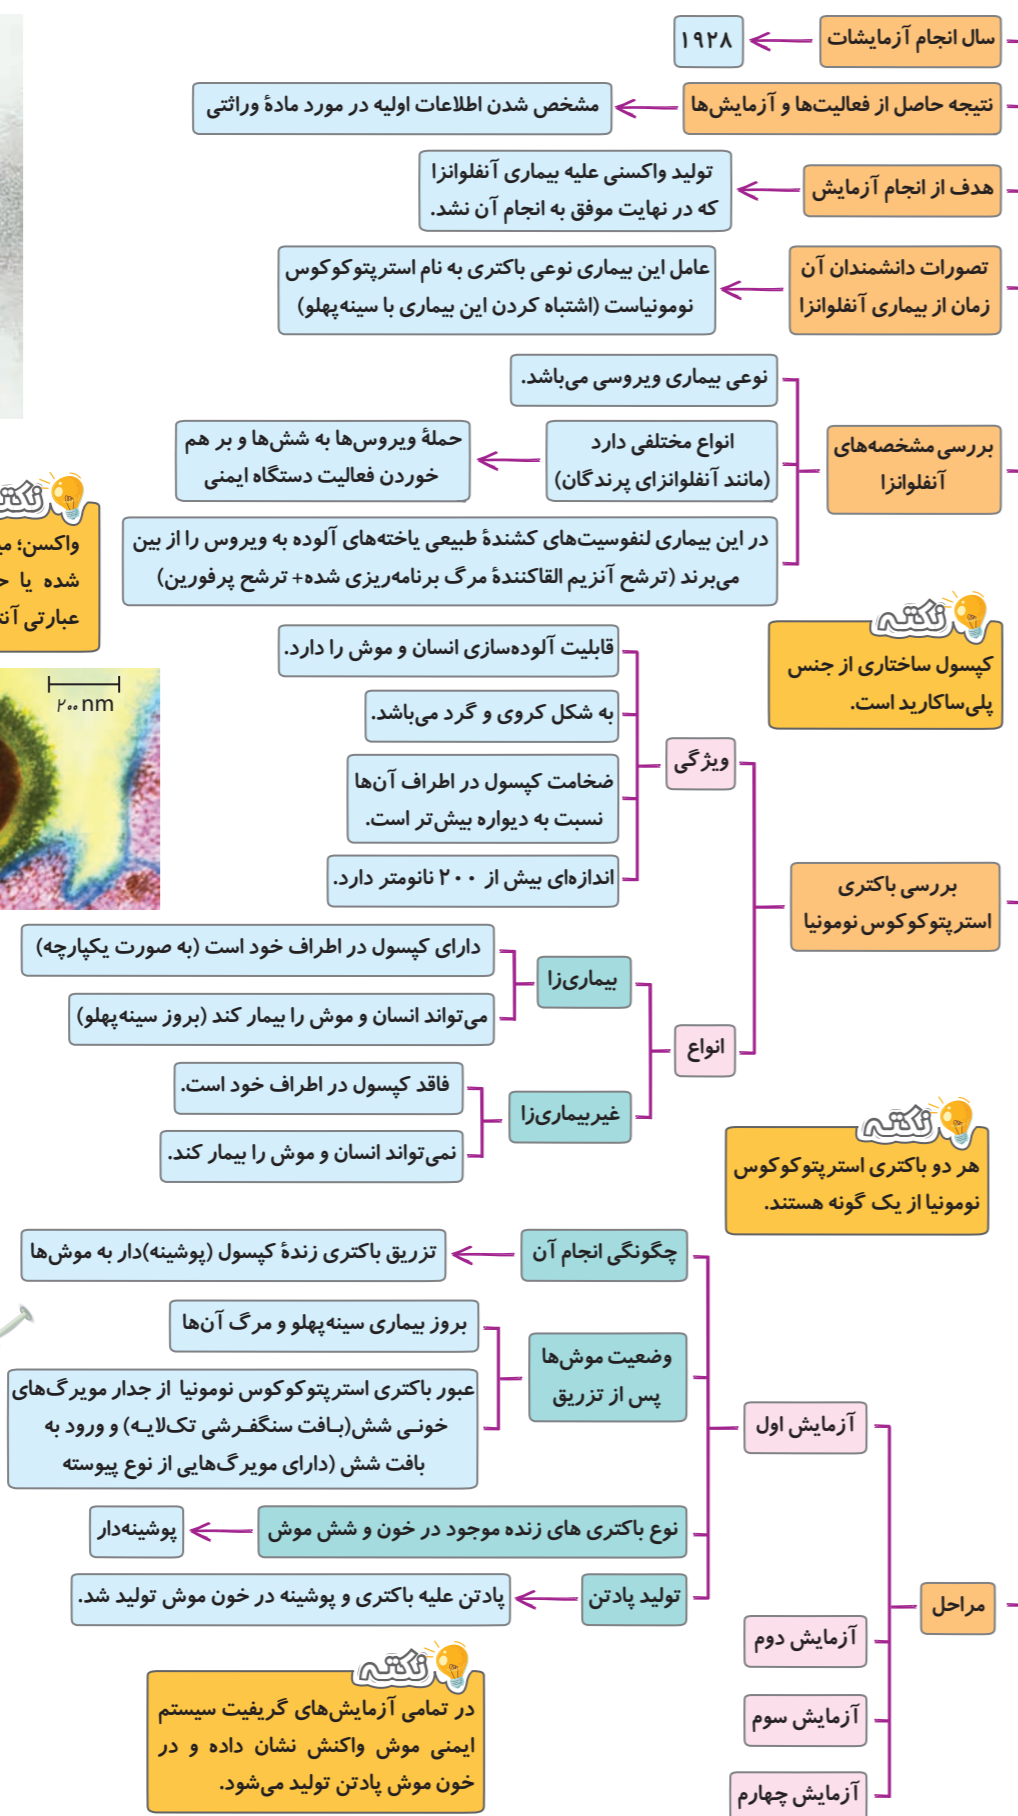 سال انجام آزمایشات
۱۹۲۸
نتیجه حاصل از فعالیت‌ها و آزمایش‌ها
مشخص شدن اطلاعات اولیه در مورد مادهٔ وراثتی
هدف از انجام آزمایش
تولید واکسنی علیه بیماری آنفلوانزا
که در نهایت موفق به انجام آن نشد.
تصورات دانشمندان آن
زمان از بیماری آنفلوانزا
عامل این بیماری نوعی باکتری به نام استرپتوکوکوس
نومونیاست (اشتباه کردن این بیماری با سینه‌پهلو)
بررسی مشخصه‌های
آنفلوانزا
نوعی بیماری ویروسی می‌باشد.
انواع مختلفی دارد
(مانند آنفلوانزای پرندگان)
حملهٔ ویروس‌ها به شش‌ها و بر هم
خوردن فعالیت دستگاه ایمنی
در این بیماری لنفوسیت‌های کشندهٔ طبیعی یاخته‌های آلوده به ویروس را از بین
می‌برند (ترشح آنزیم القاکنندهٔ مرگ برنامه‌ریزی شده+ ترشح پرفورین)
واکسن؛
شده یا
عبارتی
۲۰۰ nm
نکته
کپسول ساختاری از جنس
پلی‌ساکارید است.
بررسی باکتری
استرپتوکوکوس نومونیا
ویژگی
قابلیت آلوده‌سازی انسان و موش را دارد.
به شکل کروی و گرد می‌باشد.
ضخامت کپسول در اطراف آن‌ها
نسبت به دیواره بیش‌تر است.
اندازه‌ای بیش از ۲۰۰ نانومتر دارد.
انواع
بیماری‌زا
دارای کپسول در اطراف خود است (به صورت یکپارچه)
می‌تواند انسان و موش را بیمار کند (بروز سینه‌پهلو)
غیربیماری‌زا
فاقد کپسول در اطراف خود است.
نمی‌تواند انسان و موش را بیمار کند.
نکته
هر دو باکتری استرپتوکوکوس
نومونیا از یک گونه هستند.
مراحل
آزمایش اول
چگونگی انجام آن
تزریق باکتری زندهٔ کپسول (پوشینه)دار به موش‌ها
وضعیت موش‌ها
پس از تزریق
بروز بیماری سینه‌پهلو و مرگ آن‌ها
عبور باکتری استرپتوکوکوس نومونیا از جدار مویرگ‌های
خونی شش(بافت سنگفرشی تک‌لایه) و ورود به
بافت شش (دارای مویرگ‌هایی از نوع پیوسته
نوع باکتری های زنده موجود در خون و شش موش
پوشینه‌دار
تولید پادتن
پادتن علیه باکتری و پوشینه در خون موش تولید شد.
آزمایش دوم
آزمایش سوم
آزمایش چهارم
نکته
در تمامی آزمایش‌های گریفیت سیستم
ایمنی موش واکنش نشان داده و در
خون موش پادتن تولید می‌شود.